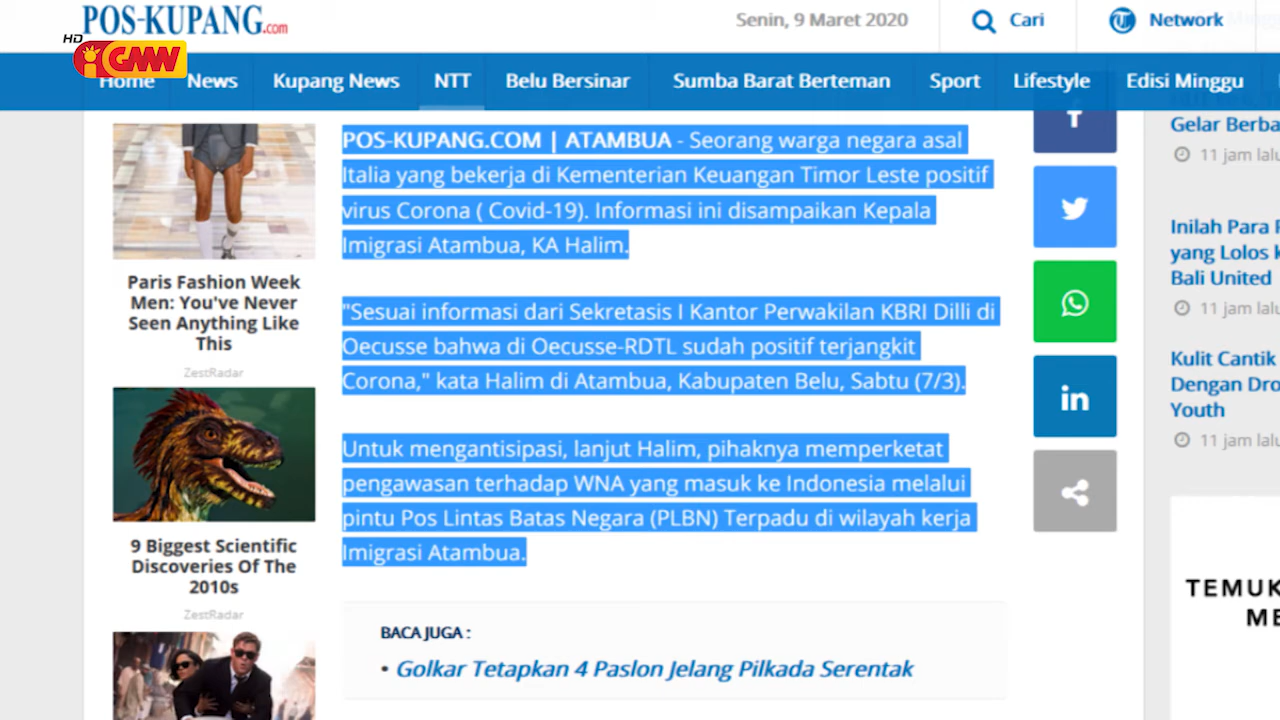 POS-KUPANG.com
Senin, 9 Maret 2020
Cari
Network
HD
GMW
Home
News
Kupang News
NTT
Belu Bersinar
Sumba Barat Berteman
Sport
Lifestyle
Edisi Minggu
Paris Fashion Week
Men: You've Never
Seen Anything Like
This
ZestRadar
9 Biggest Scientific
Discoveries Of The
2010s
ZestRadar
POS-KUPANG.COM | ATAMBUA - Seorang warga negara asal
Italia yang bekerja di Kementerian Keuangan Timor Leste positif
virus Corona ( Covid-19). Informasi ini disampaikan Kepala
Imigrasi Atambua, KA Halim.
"Sesuai informasi dari Sekretasis I Kantor Perwakilan KBRI Dilli di
Oecusse bahwa di Oecusse-RDTL sudah positif terjangkit
Corona," kata Halim di Atambua, Kabupaten Belu, Sabtu (7/3).
Untuk mengantisipasi, lanjut Halim, pihaknya memperketat
pengawasan terhadap WNA yang masuk ke Indonesia melalui
pintu Pos Lintas Batas Negara (PLBN) Terpadu di wilayah kerja
Imigrasi Atambua.
BACA JUGA :
• Golkar Tetapkan 4 Paslon Jelang Pilkada Serentak
Gelar Berba
11 jam lalu
Inilah Para P
yang Lolos k
Bali United
11 jam lalu
Kulit Cantik
Dengan Dro
Youth
11 jam lalu
TEMUK
ME